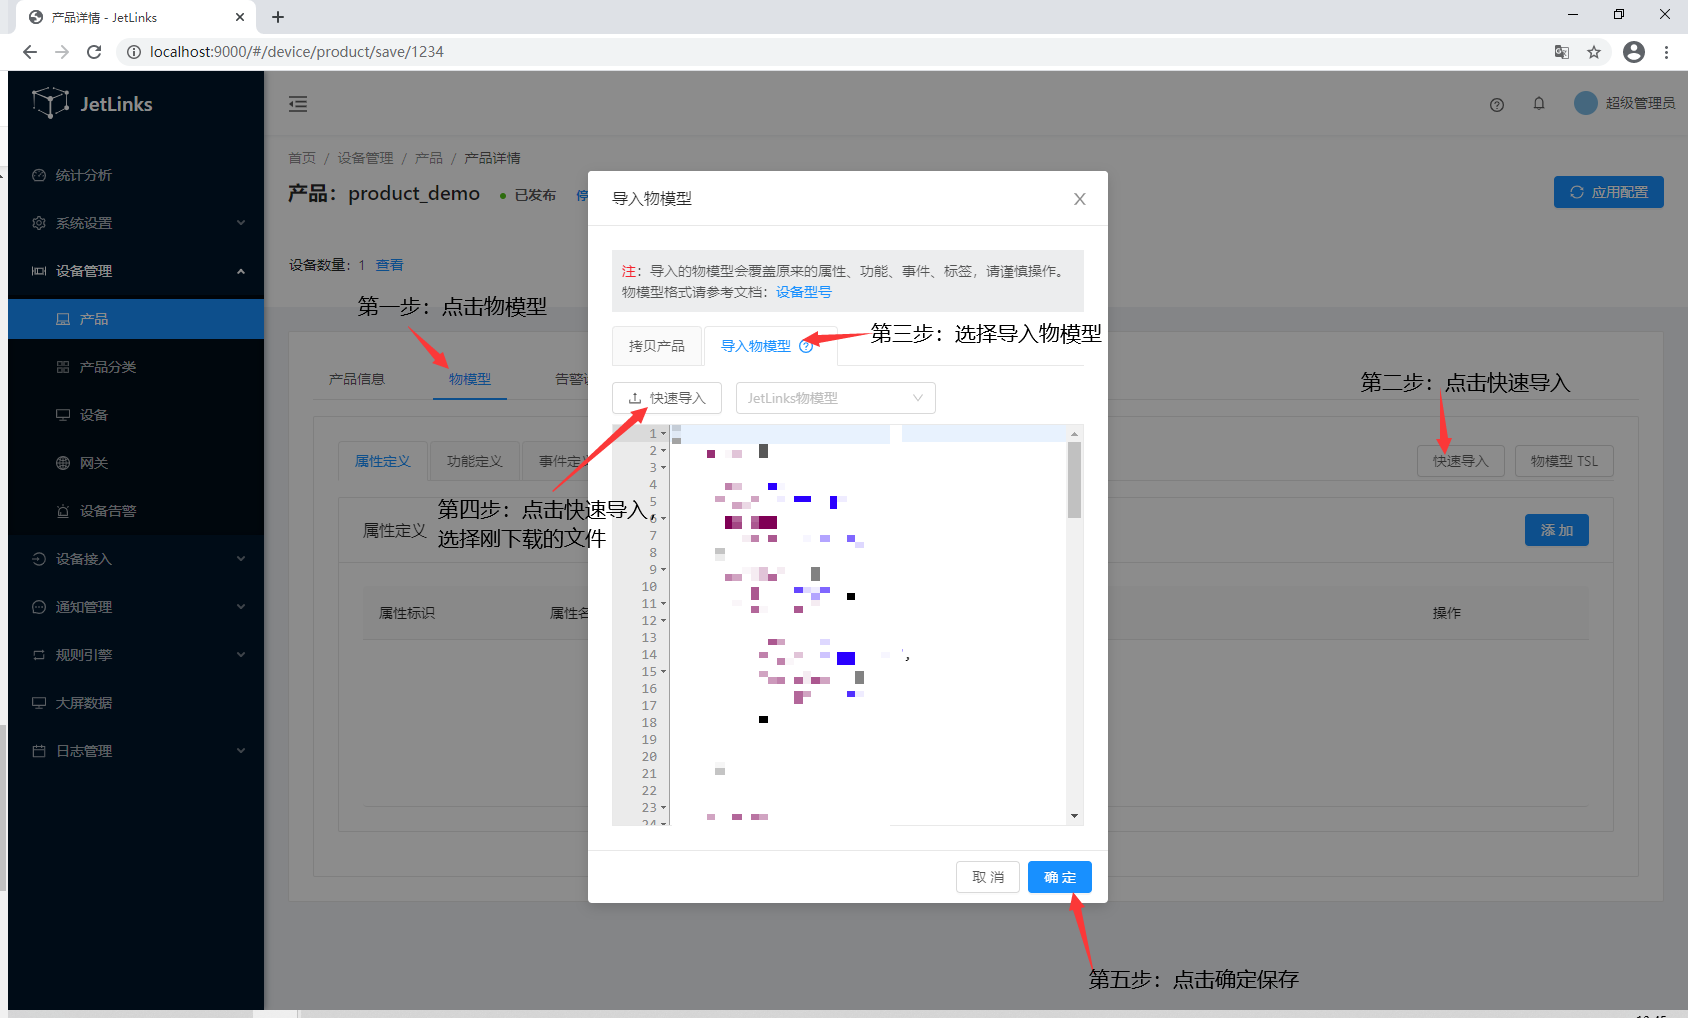 产品详情 - JetLinks
localhost:9000/#/device/product/save/1234
JetLinks
超级管理员
统计分析
系统设置
设备管理
产品
产品分类
设备
网关
设备告警
设备接入
通知管理
规则引擎
大屏数据
日志管理
首页 / 设备管理 / 产品 / 产品详情
产品：product_demo 已发布 停
应用配置
设备数量：1 查看
第一步：点击物模型
产品信息 物模型 告警
第二步：点击快速导入
属性定义 功能定义 事件定
快速导入 物模型 TSL
属性定义
添 加
属性标识 属性名 操作
导入物模型
注：导入的物模型会覆盖原来的属性、功能、事件、标签，请谨慎操作。
物模型格式请参考文档：设备型号
拷贝产品 导入物模型
第三步：选择导入物模型
快速导入 JetLinks物模型
第四步：点击快速导入，
选择刚下载的文件
1
2
3
4
5
6
7
8
9
10
11
12
13
14 ',
15
16
17
18
19
20
21
22
23
24
取 消 确 定
第五步：点击确定保存